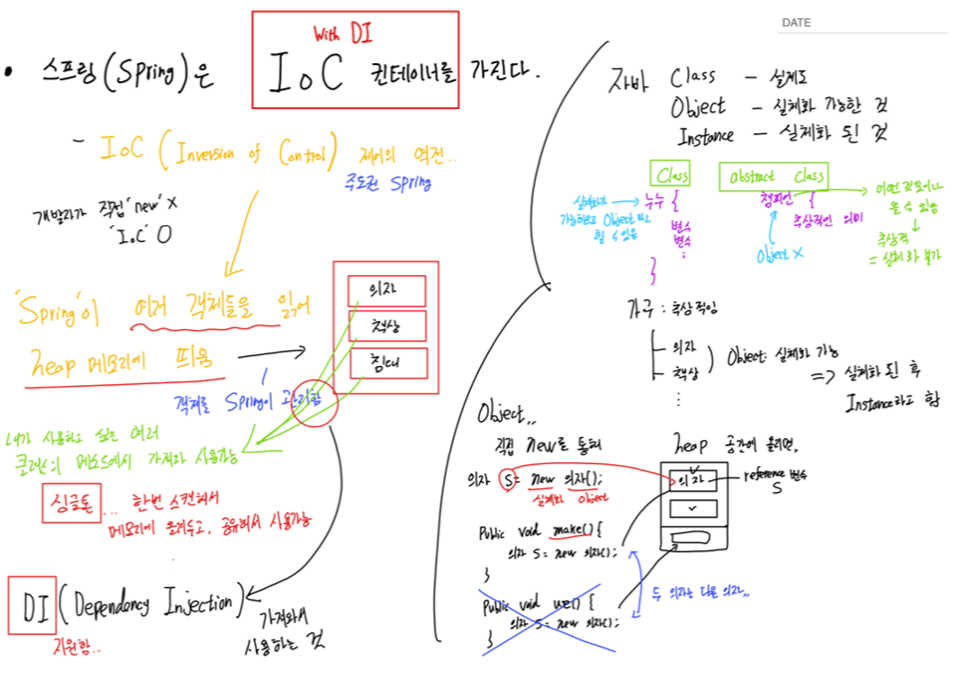 DATE
With DI
• 스프링(Spring)은 IoC 컨테이너를 가진다.
- IoC (Inversion of Control) 제어의 역전..
주도권 Spring
개발자가 직접 'new' X
'IoC' O
'Spring'이 여러 객체들을 읽어
heap 메모리에 띄움
의자
책상
침대
객체를 Spring이 관리함
내가 사용하고 싶은 여러
클래스의 메소드에서 가져다 사용가능
싱글톤... 한번 스캔해서
메모리에 올려두고, 공유해서 사용가능
DI (Dependency Injection)
지원함..
가져와서
사용하는 것
자바 Class - 설계도
Object - 실체화 가능한 것
Instance - 실체화 된 것
Class
누누 {
변수
변수
:
}
실체화가
가능하므로 Object라고
할 수 있음
abstract Class
챔피언 {
추상적인 의미
Object X
어떤 것도
올 수 있음
추상적
= 실체화 불가
가구 : 추상적임
의자
책상
:
Object: 실체화 가능
=> 실체화 된 후
Instance라고 함
Object,,
직접 new를 통해
의자 S = new 의자();
실체화 Object
Public void make() {
의자 S = new 의자();
}
Public void use() {
의자 S = new 의자();
}
두 의자는 다른 의자,,
heap 공간에 올리면,
의자
reference 변수
S